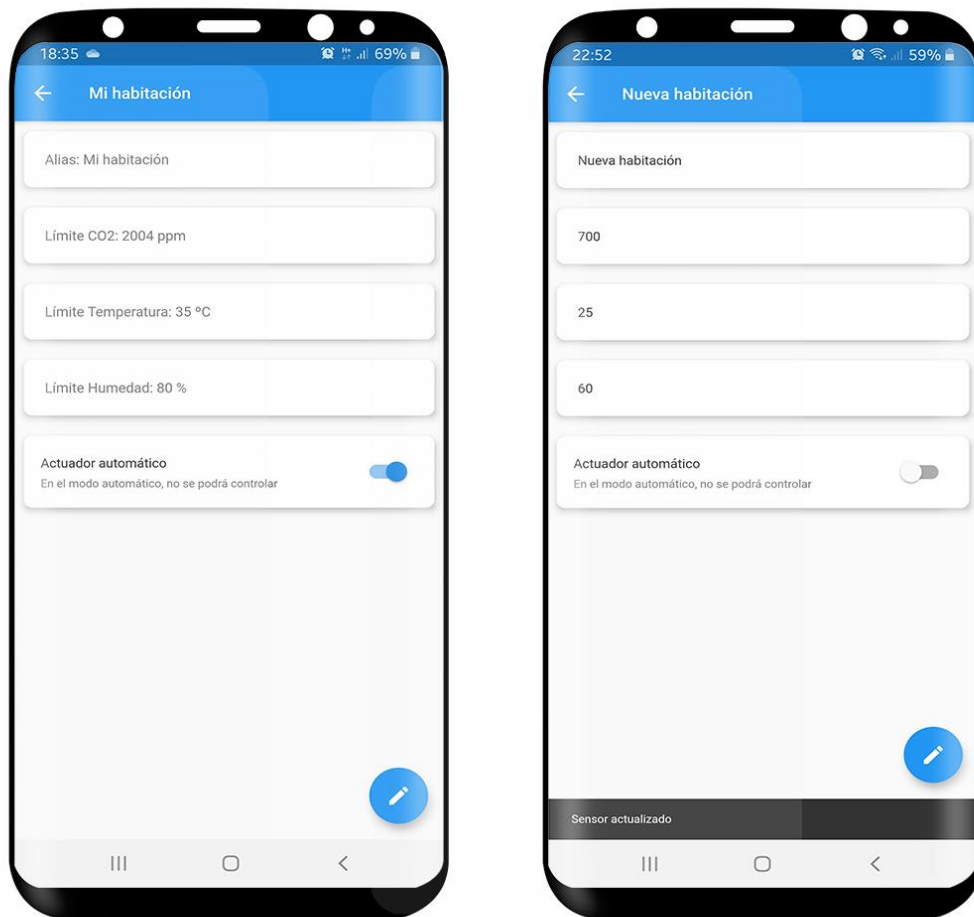 18:35
69%
Mi habitación
Alias: Mi habitación
Límite CO2: 2004 ppm
Límite Temperatura: 35 ºC
Límite Humedad: 80 %
Actuador automático
En el modo automático, no se podrá controlar
22:52
59%
Nueva habitación
Nueva habitación
700
25
60
Actuador automático
En el modo automático, no se podrá controlar
Sensor actualizado